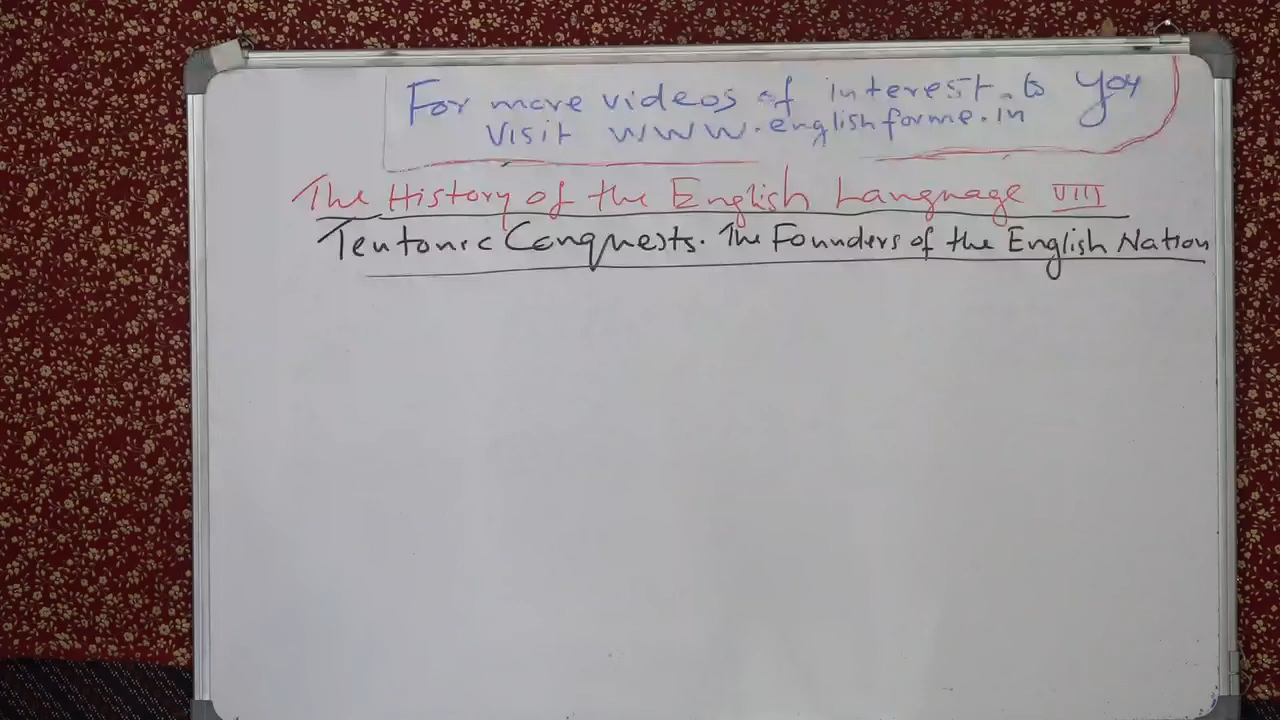 For more videos of interest to you
Visit www.englishforme.in
The History of the English Language VIII
Teutonic Conquests. The Founders of the English Nation